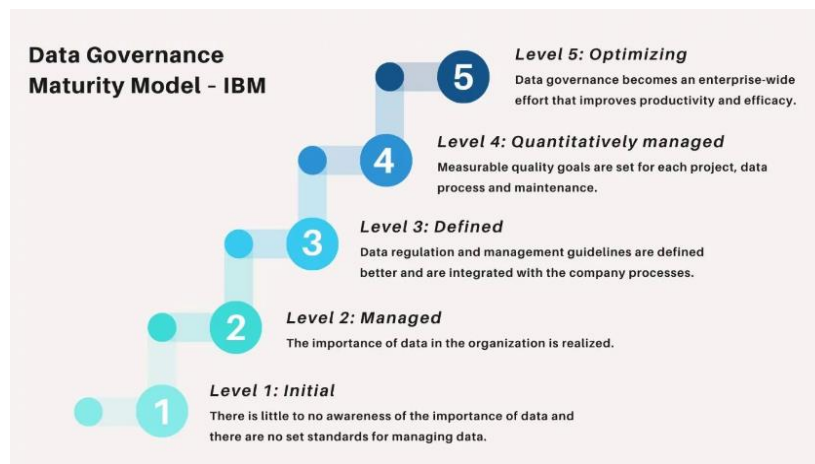 Data Governance
Maturity Model - IBM
5
Level 5: Optimizing
Data governance becomes an enterprise-wide
effort that improves productivity and efficacy.
4
Level 4: Quantitatively managed
Measurable quality goals are set for each project, data
process and maintenance.
3
Level 3: Defined
Data regulation and management guidelines are defined
better and are integrated with the company processes.
2
Level 2: Managed
The importance of data in the organization is realized.
1
Level 1: Initial
There is little to no awareness of the importance of data and
there are no set standards for managing data.